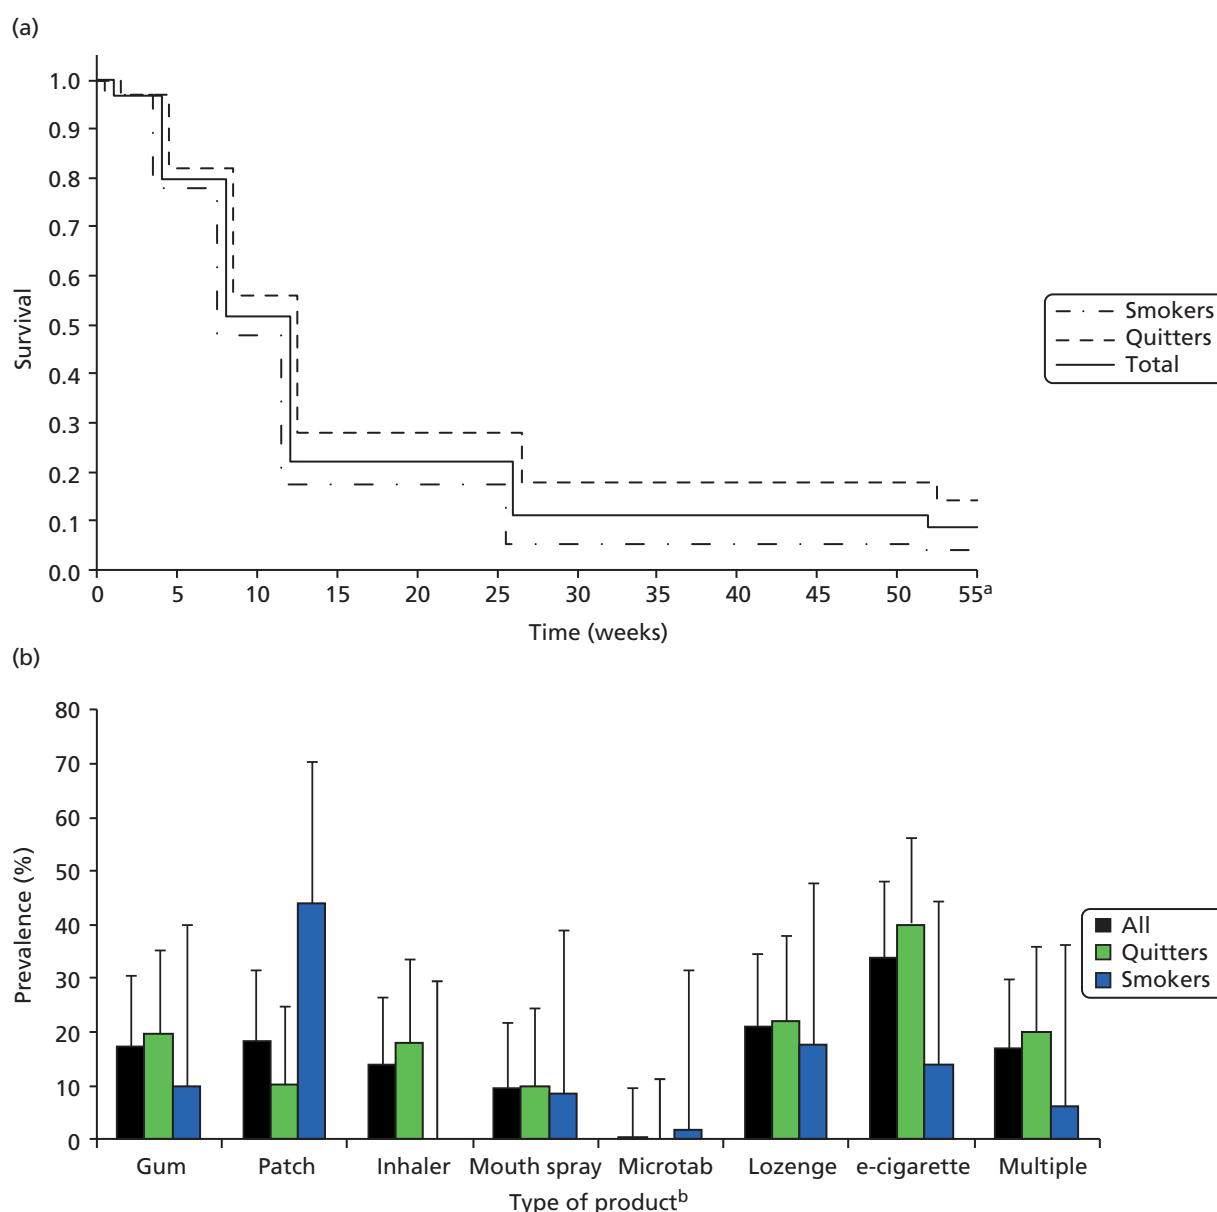 (a)
1.0
0.9
0.8
0.7
0.6
0.5
0.4
0.3
0.2
0.1
0.0
Survival
0 5 10 15 20 25 30 35 40 45 50 55a
Time (weeks)
Smokers
Quitters
Total
(b)
80
70
60
50
40
30
20
10
0
Prevalence (%)
Gum Patch Inhaler Mouth spray Microtab Lozenge e-cigarette Multiple
Type of productb
All
Quitters
Smokers